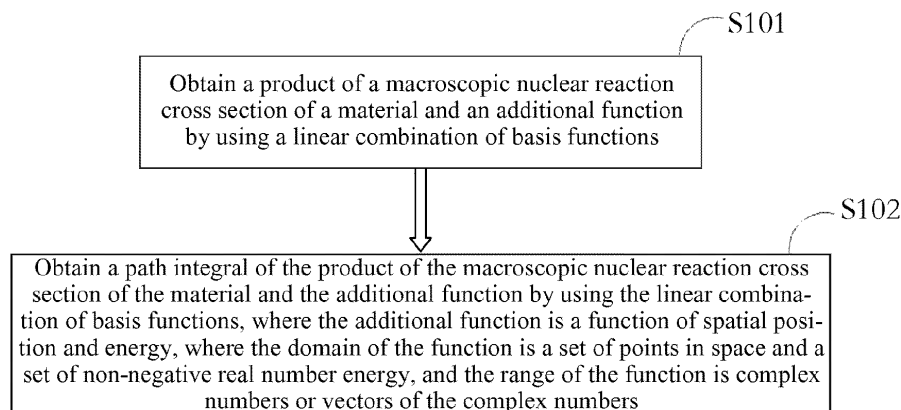 S101
Obtain a product of a macroscopic nuclear reaction
cross section of a material and an additional function
by using a linear combination of basis functions
S102
Obtain a path integral of the product of the macroscopic nuclear reaction cross
section of the material and the additional function by using the linear combina-
tion of basis functions, where the additional function is a function of spatial posi-
tion and energy, where the domain of the function is a set of points in space and a
set of non-negative real number energy, and the range of the function is complex
numbers or vectors of the complex numbers